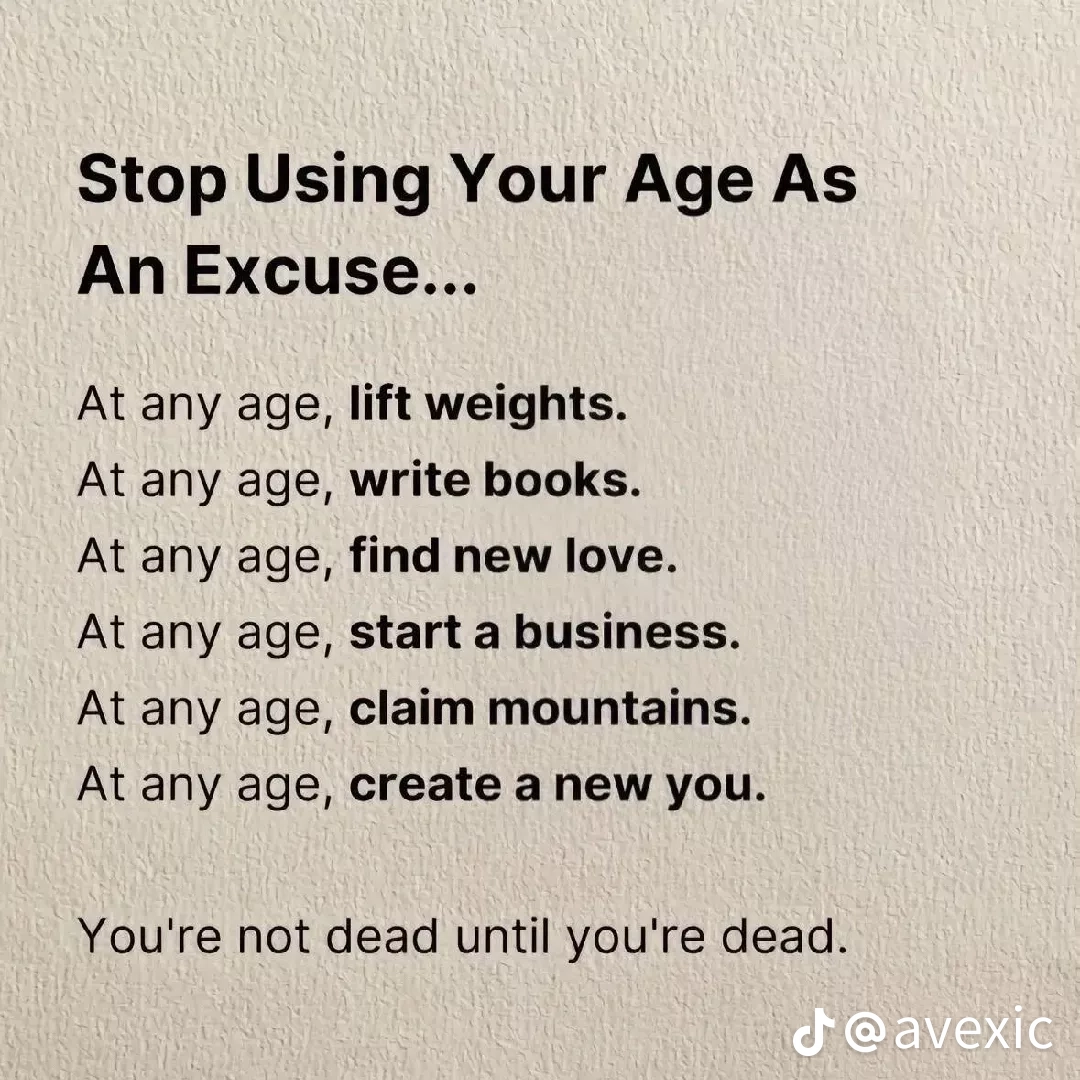 Stop Using Your Age As
An Excuse...
At any age, lift weights.
At any age, write books.
At any age, find new love.
At any age, start a business.
At any age, claim mountains.
At any age, create a new you.
You're not dead until you're dead.
@avexic